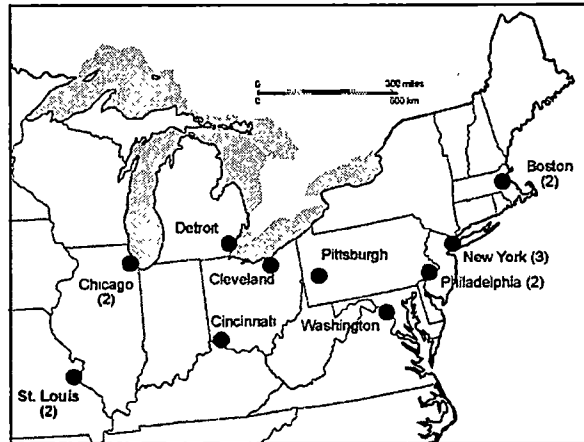 0 300 miles
0 500 km
Boston
(2)
Detroit
Pittsburgh
New York (3)
Chicago
(2)
Cleveland
Philadelphia (2)
Cincinnati
Washington
St. Louis
(2)